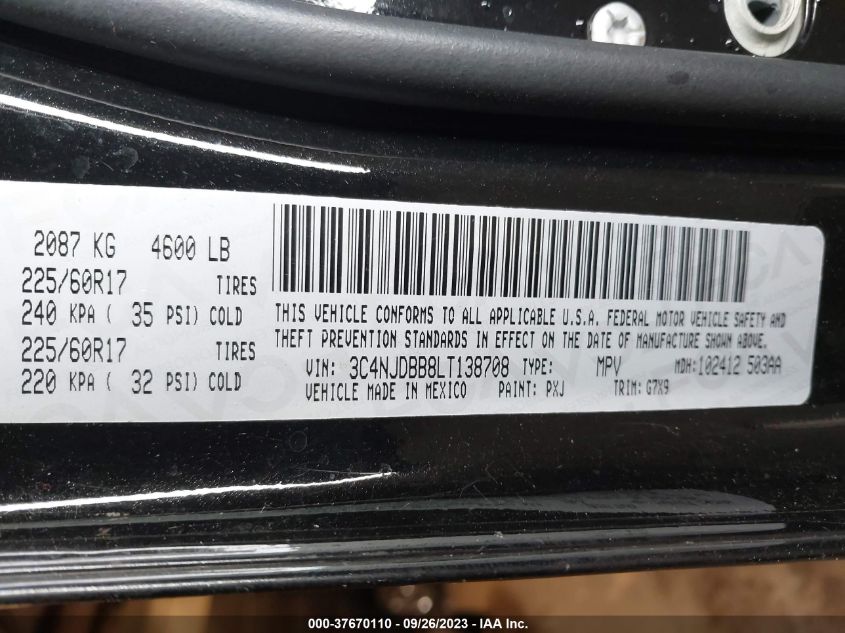 2087 KG 4600 LB
225/60R17 TIRES
240 KPA ( 35 PSI) COLD
225/60R17 TIRES
220 KPA ( 32 PSI) COLD
THIS VEHICLE CONFORMS TO ALL APPLICABLE U.S.A. FEDERAL MOTOR VEHICLE SAFETY AND
THEFT PREVENTION STANDARDS IN EFFECT ON THE DATE OF MANUFACTURE SHOWN ABOVE.
VIN: 3C4NJDBB8LT138708 TYPE: MPV MDH: 102412 503AA
VEHICLE MADE IN MEXICO PAINT: PXJ TRIM: G7X9
000-37670110 - 09/26/2023 - IAA Inc.